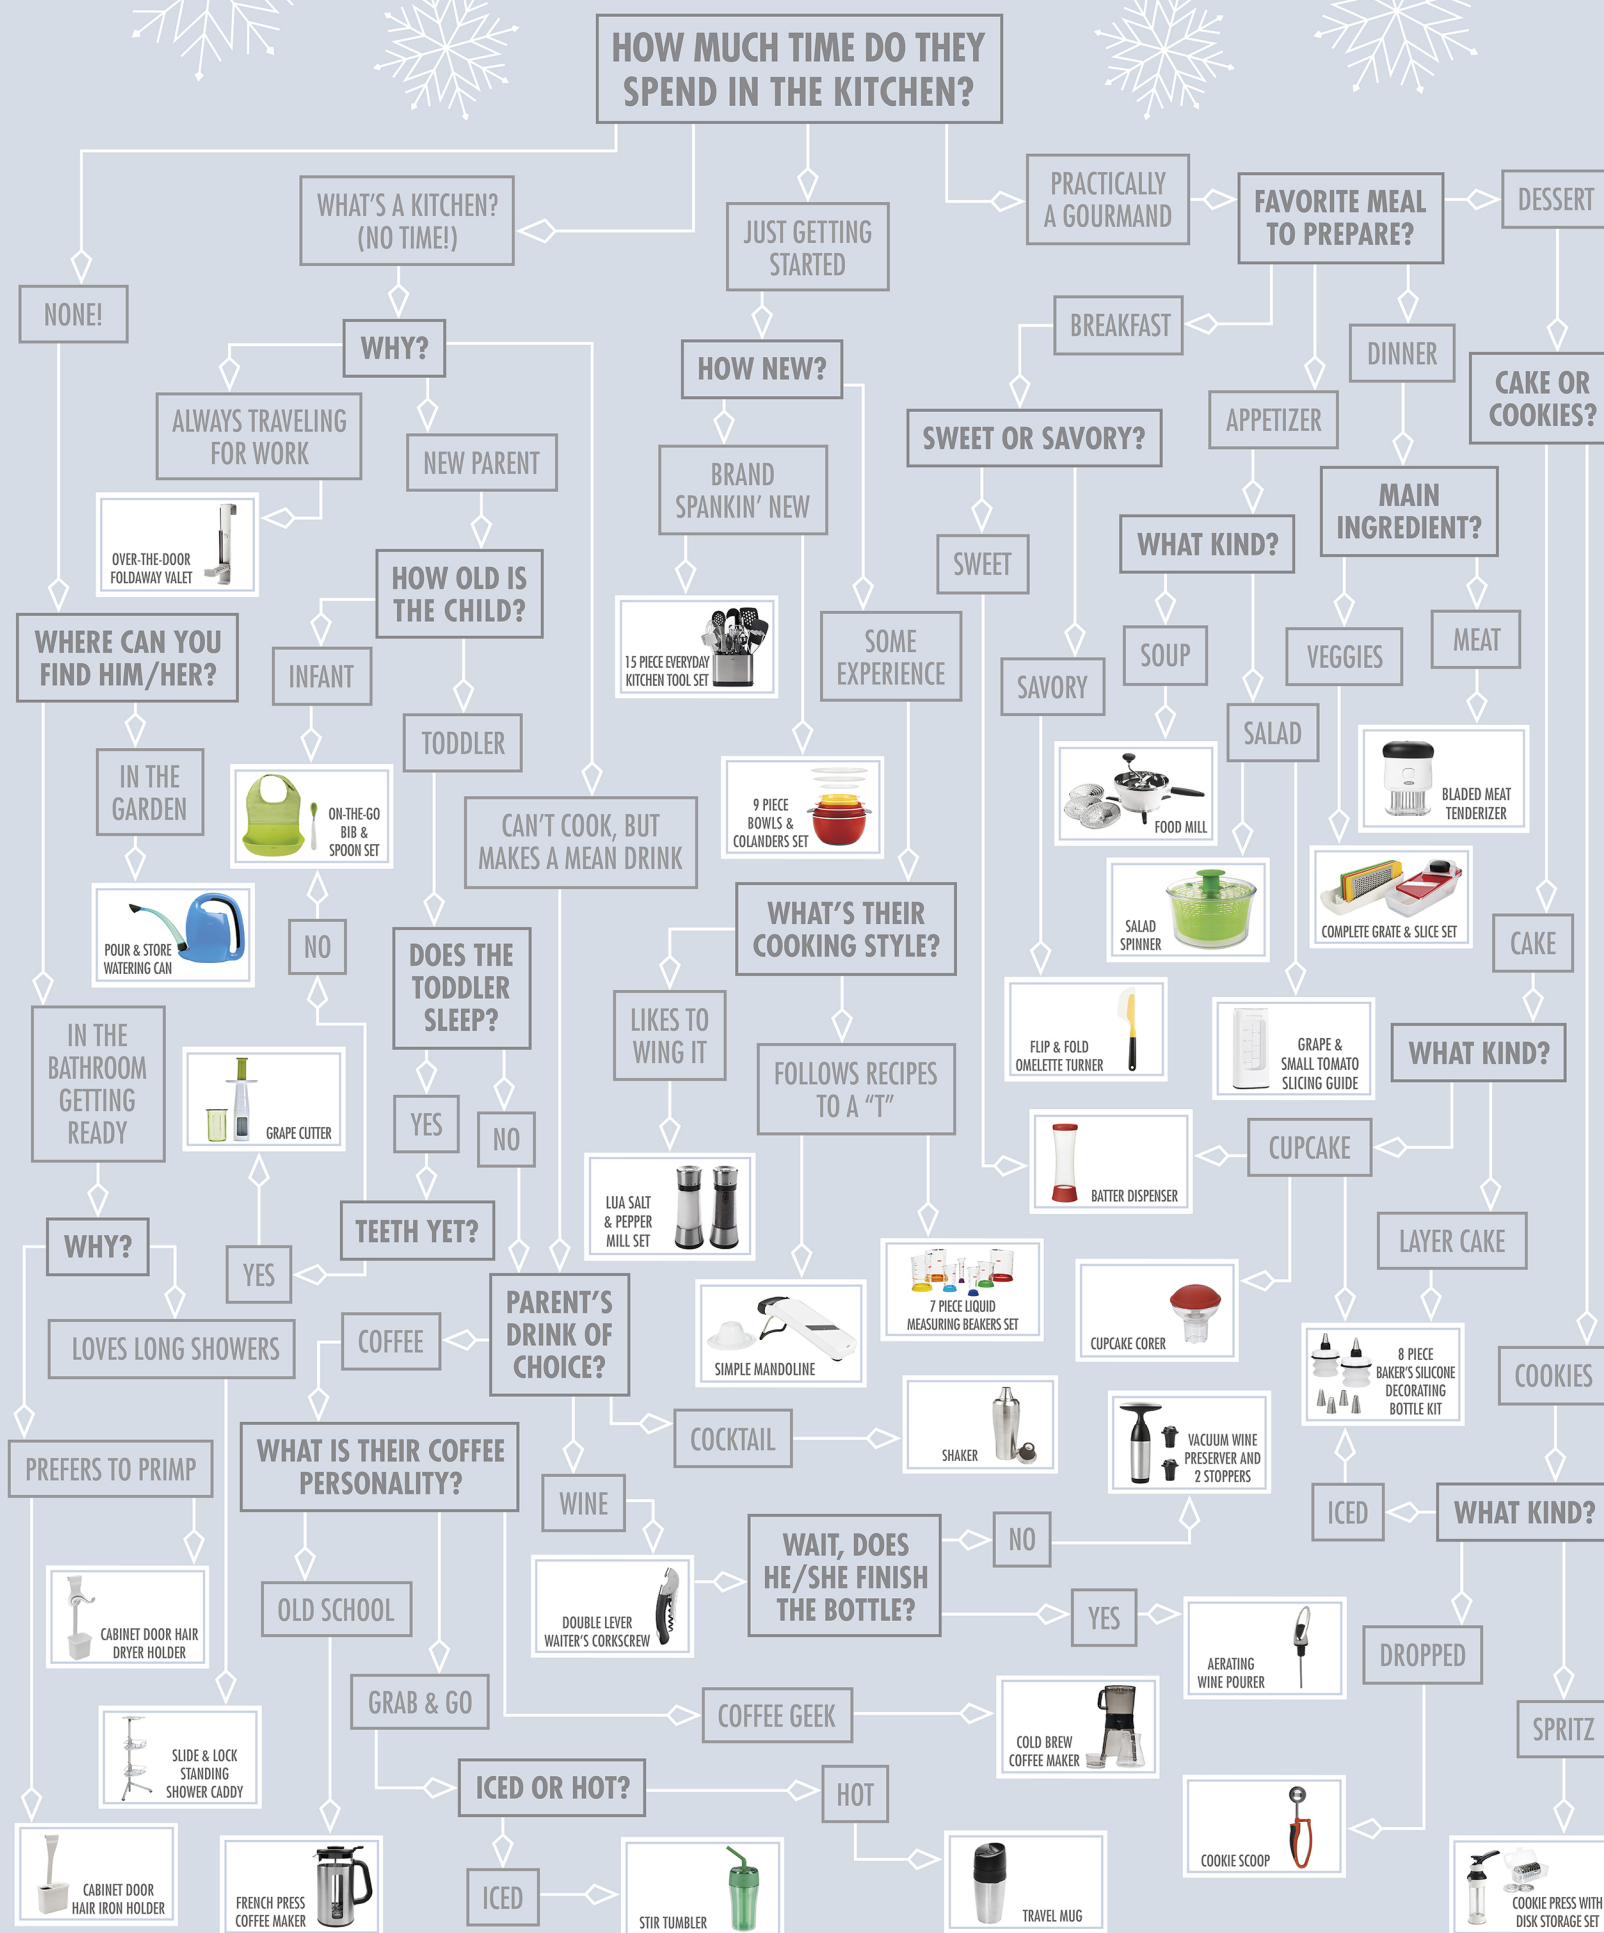 HOW MUCH TIME DO THEY
SPEND IN THE KITCHEN?
WHAT'S A KITCHEN?
(NO TIME!)
JUST GETTING
STARTED
PRACTICALLY
A GOURMAND
FAVORITE MEAL
TO PREPARE?
DESSERT
NONE!
WHY?
HOW NEW?
BREAKFAST
DINNER
CAKE OR
COOKIES?
ALWAYS TRAVELING
FOR WORK
NEW PARENT
BRAND
SPANKIN' NEW
SWEET OR SAVORY?
APPETIZER
MAIN
INGREDIENT?
OVER-THE-DOOR
FOLDAWAY VALET
HOW OLD IS
THE CHILD?
SWEET
WHAT KIND?
WHERE CAN YOU
FIND HIM/HER?
INFANT
15 PIECE EVERYDAY
KITCHEN TOOL SET
SOME
EXPERIENCE
SAVORY
SOUP
VEGGIES
MEAT
TODDLER
SALAD
IN THE
GARDEN
ON-THE-GO
BIB &
SPOON SET
CAN'T COOK, BUT
MAKES A MEAN DRINK
9 PIECE
BOWLS &
COLANDERS SET
FOOD MILL
BLADED MEAT
TENDERIZER
POUR & STORE
WATERING CAN
NO
DOES THE
TODDLER
SLEEP?
WHAT'S THEIR
COOKING STYLE?
SALAD
SPINNER
COMPLETE GRATE & SLICE SET
CAKE
IN THE
BATHROOM
GETTING
READY
LIKES TO
WING IT
FOLLOWS RECIPES
TO A “T”
FLIP & FOLD
OMELETTE TURNER
GRAPE &
SMALL TOMATO
SLICING GUIDE
WHAT KIND?
GRAPE CUTTER
YES
NO
CUPCAKE
LUA SALT
& PEPPER
MILL SET
BATTER DISPENSER
WHY?
YES
TEETH YET?
LAYER CAKE
LOVES LONG SHOWERS
COFFEE
PARENT'S
DRINK OF
CHOICE?
SIMPLE MANDOLINE
7 PIECE LIQUID
MEASURING BEAKERS SET
CUPCAKE CORER
8 PIECE
BAKER'S SILICONE
DECORATING
BOTTLE KIT
COOKIES
PREFERS TO PRIMP
WHAT IS THEIR COFFEE
PERSONALITY?
COCKTAIL
SHAKER
VACUUM WINE
PRESERVER AND
2 STOPPERS
WINE
ICED
WHAT KIND?
CABINET DOOR HAIR
DRYER HOLDER
OLD SCHOOL
DOUBLE LEVER
WAITER'S CORKSCREW
WAIT, DOES
HE/SHE FINISH
THE BOTTLE?
NO
YES
AERATING
WINE POURER
DROPPED
SLIDE & LOCK
STANDING
SHOWER CADDY
GRAB & GO
COFFEE GEEK
COLD BREW
COFFEE MAKER
SPRITZ
ICED OR HOT?
HOT
COOKIE SCOOP
CABINET DOOR
HAIR IRON HOLDER
FRENCH PRESS
COFFEE MAKER
ICED
STIR TUMBLER
TRAVEL MUG
COOKIE PRESS WITH
DISK STORAGE SET